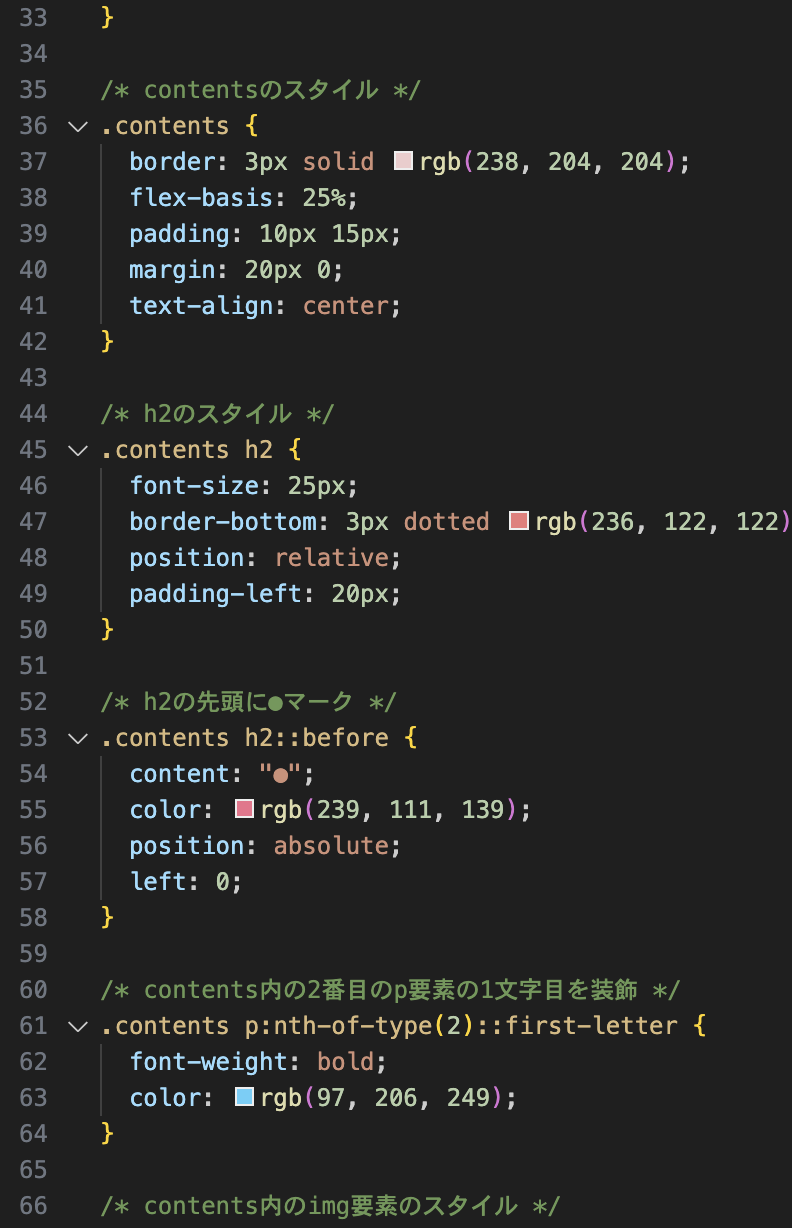 33 }
34
35 /* contentsのスタイル */
36 .contents {
37 border: 3px solid rgb(238, 204, 204);
38 flex-basis: 25%;
39 padding: 10px 15px;
40 margin: 20px 0;
41 text-align: center;
42 }
43
44 /* h2のスタイル */
45 .contents h2 {
46 font-size: 25px;
47 border-bottom: 3px dotted rgb(236, 122, 122)
48 position: relative;
49 padding-left: 20px;
50 }
51
52 /* h2の先頭に●マーク */
53 .contents h2::before {
54 content: "●";
55 color: rgb(239, 111, 139);
56 position: absolute;
57 left: 0;
58 }
59
60 /* contents内の2番目のp要素の1文字目を装飾 */
61 .contents p:nth-of-type(2)::first-letter {
62 font-weight: bold;
63 color: rgb(97, 206, 249);
64 }
65
66 /* contents内のimg要素のスタイル */